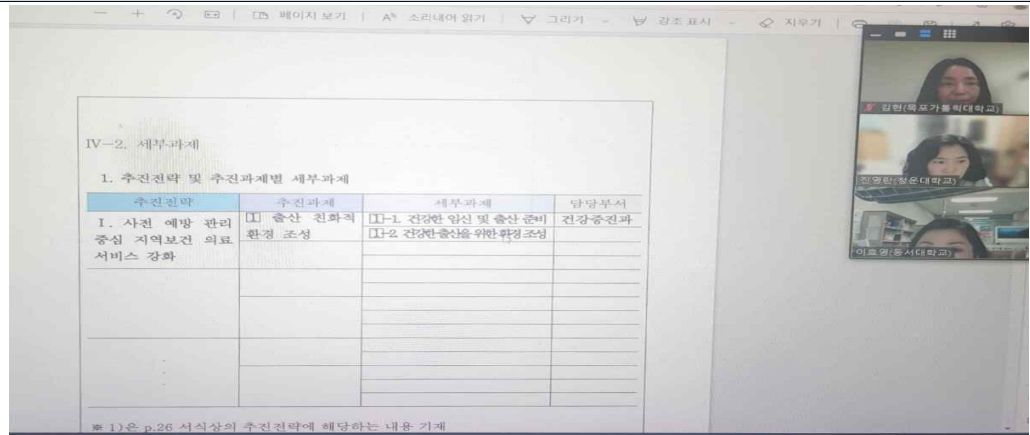 페이지 보기 | A 소리내어 읽기 | 그리기 강조 표시 지우기
김현(목포가톨릭대학교)
진영란(청운대학교)
이효영(동서대학교)
Ⅳ-2. 세부과제
1. 추진전략 및 추진과제별 세부과제
추진전략 추진과제 세부과제 담당부서
Ⅰ. 사전 예방 관리 중심 지역보건 의료 서비스 강화
1 출산 친화적 환경 조성
1-1. 건강한 임신 및 출산 준비 건강증진과
1-2. 건강한 출산을 위한 환경조성
※ 1)은 p.26 서식상의 추진전략에 해당하는 내용 기재